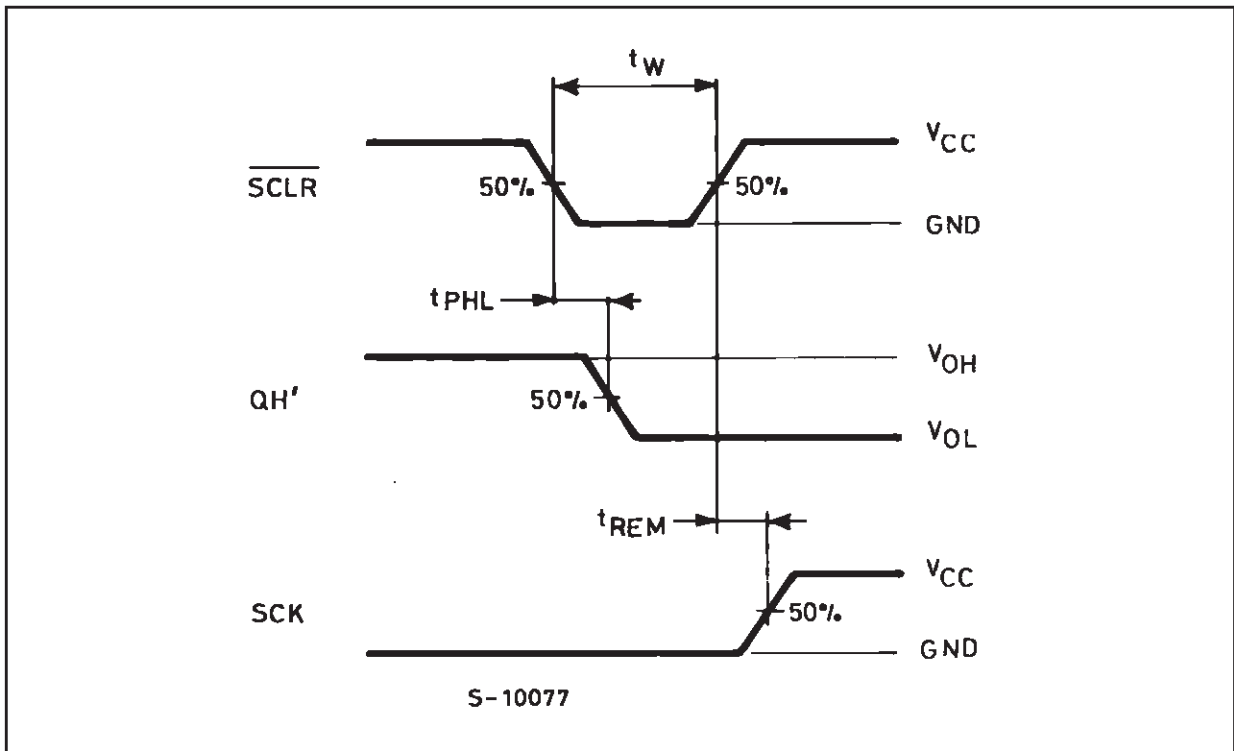 tW
VCC
SCLR
50%
50%
GND
tPHL
VOH
QH'
50%
VOL
tREM
VCC
SCK
50%
GND
S-10077